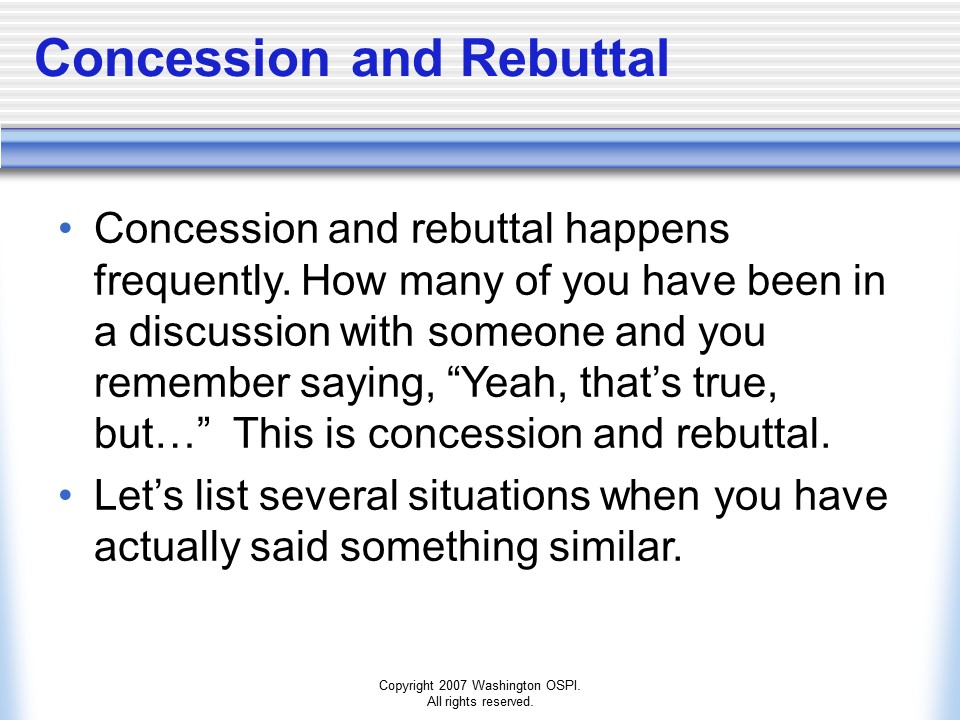 Concession and Rebuttal
• Concession and rebuttal happens
frequently. How many of you have been in
a discussion with someone and you
remember saying, “Yeah, that’s true,
but…”  This is concession and rebuttal.
• Let’s list several situations when you have
actually said something similar.
Copyright 2007 Washington OSPI.
All rights reserved.